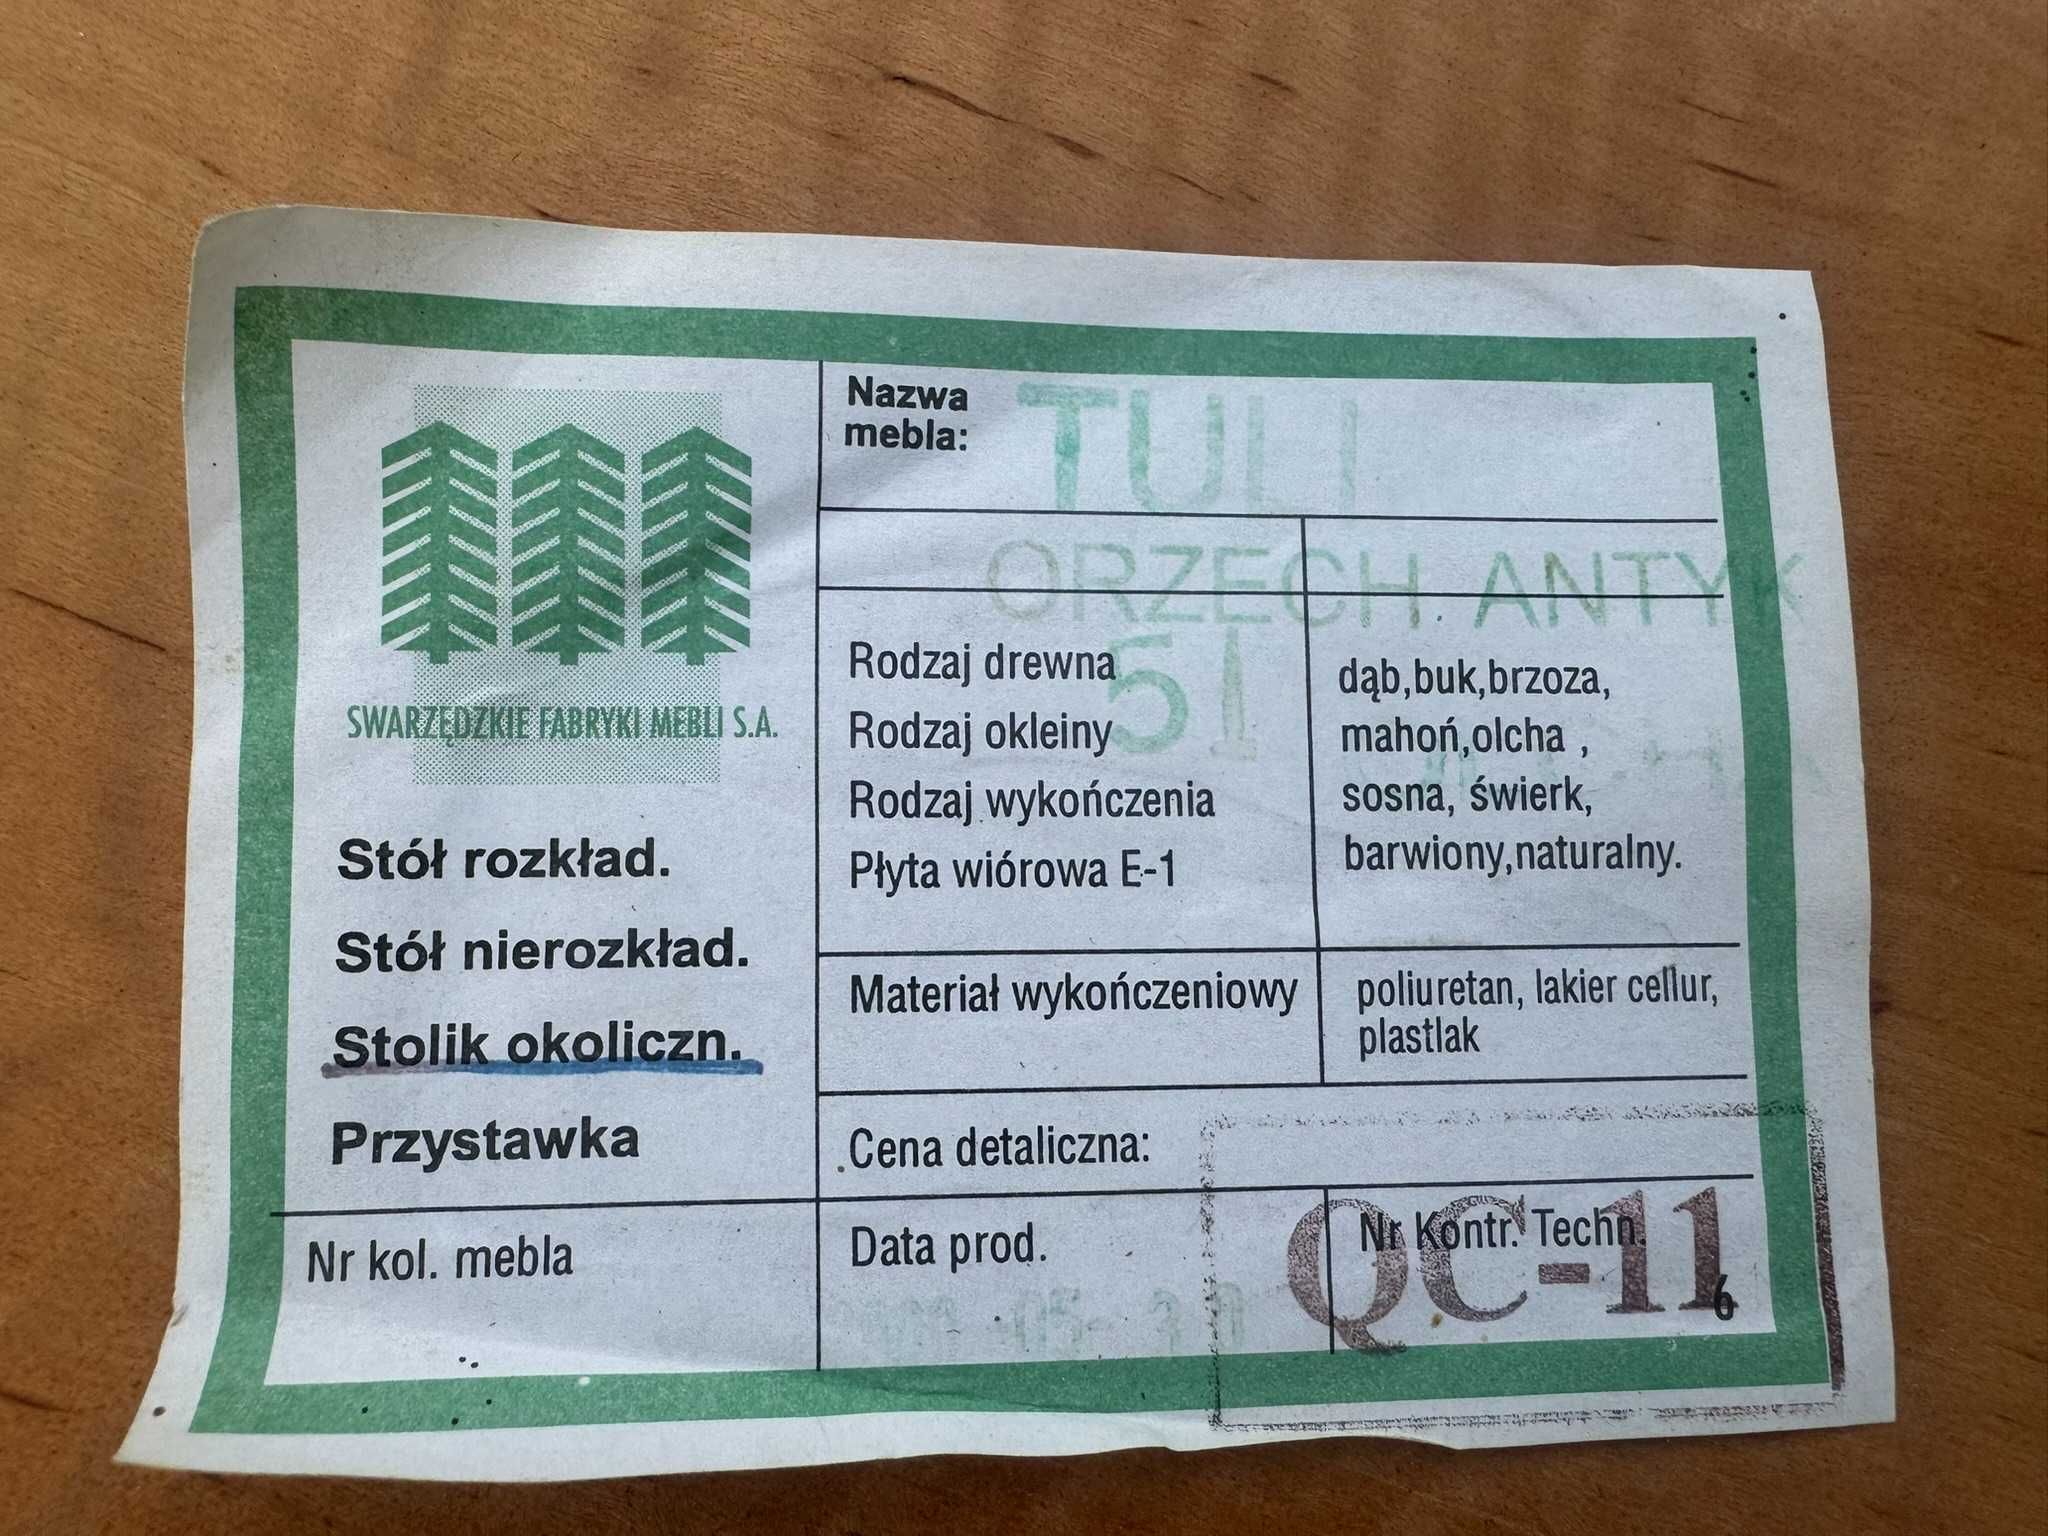 SWARZĘDZKIE FABRYKI MEBLI S.A.
Stół rozkład.
Stół nierozkład.
Stolik okoliczn.
Przystawka
Nr kol. mebla
Nazwa
mebla:
TULI
ORZECH ANTYK
51
Rodzaj drewna
Rodzaj okleiny
Rodzaj wykończenia
Płyta wiórowa E-1
dąb,buk,brzoza,
mahoń,olcha ,
sosna, świerk,
barwiony,naturalny.
Materiał wykończeniowy
poliuretan, lakier cellur,
plastlak
Cena detaliczna:
Data prod.
Nr Kontr. Techn.
QC-11
6